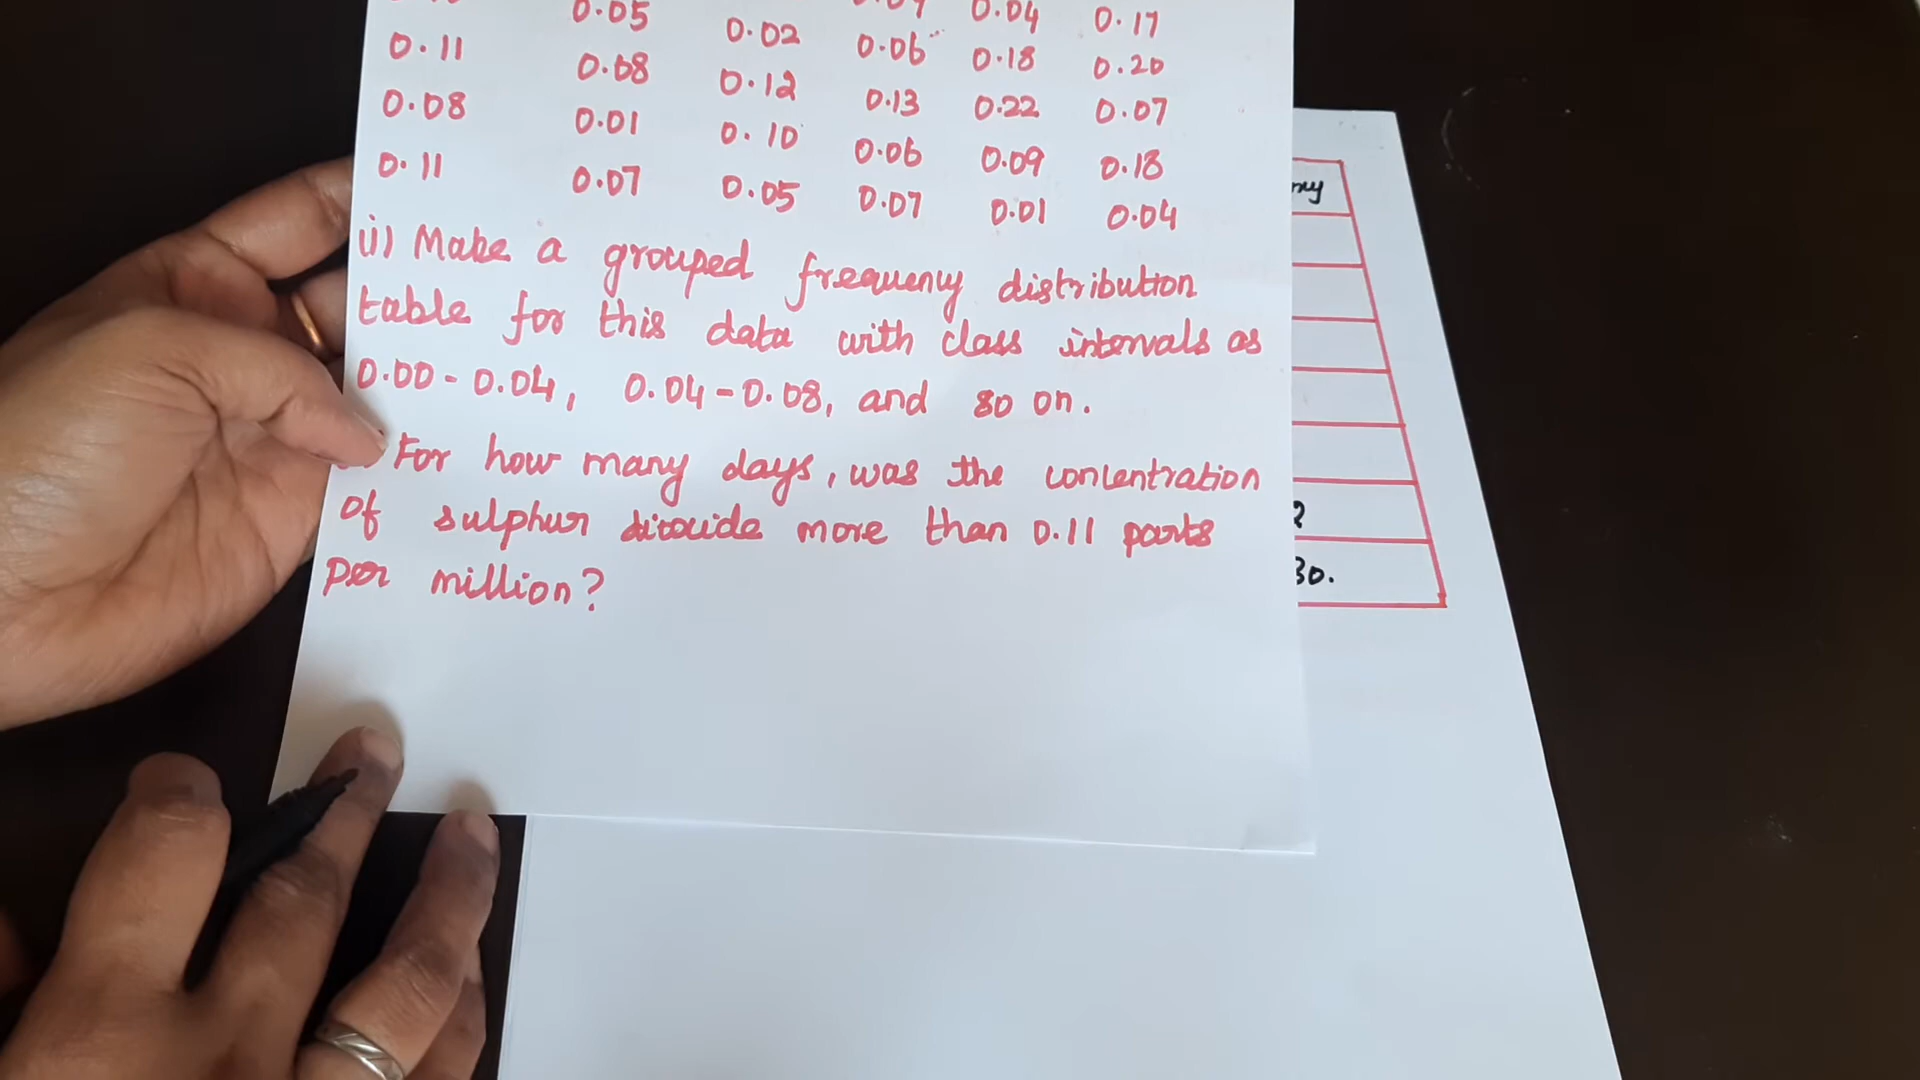 0.05 0.02 0.04 0.17
0.11 0.08 0.12 0.06 0.18 0.20
0.08 0.01 0.10 0.13 0.22 0.07
0.11 0.07 0.05 0.06 0.09 0.18
0.07 0.01 0.04
i) Make a grouped frequency distribution
table for this data with class intervals as
0.00-0.04, 0.04-0.08, and so on.
For how many days, was the concentration
of sulphur dioxide more than 0.11 parts
per million?
2
30.